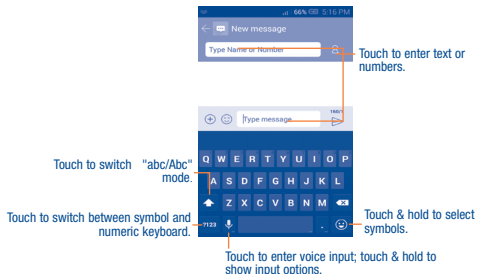 66% 5:16 PM
New message
Type Name or Number
Touch to enter text or
numbers.
160/1
Type message
Q W E R T Y U I O P
Touch to switch "abc/Abc"
mode.
A S D F G H J K L
Z X C V B N M
Touch to switch between symbol and
numeric keyboard.
?123 .
Touch & hold to select
symbols.
Touch to enter voice input; touch & hold to
show input options.